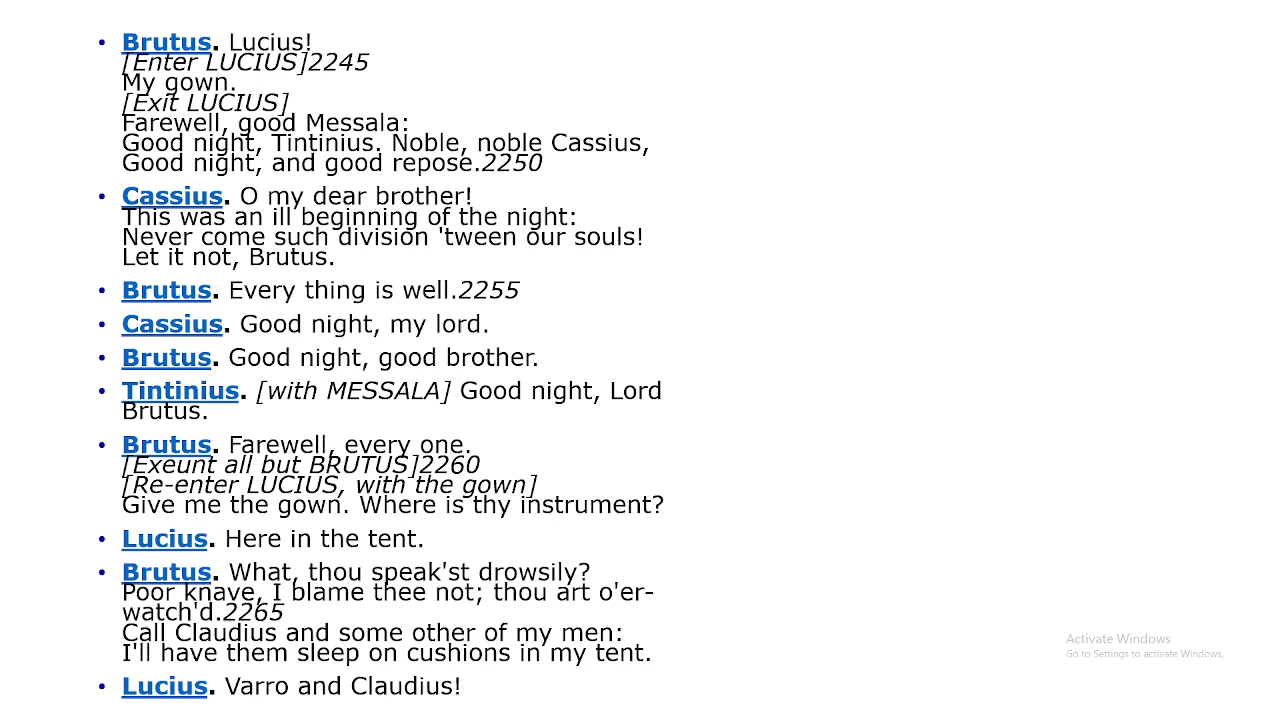 • Brutus. Lucius!
[Enter LUCIUS]2245
My gown.
[Exit LUCIUS]
Farewell, good Messala:
Good night, Tintinius. Noble, noble Cassius,
Good night, and good repose.2250
• Cassius. O my dear brother!
This was an ill beginning of the night:
Never come such division 'tween our souls!
Let it not, Brutus.
• Brutus. Every thing is well.2255
• Cassius. Good night, my lord.
• Brutus. Good night, good brother.
• Tintinius. [with MESSALA] Good night, Lord
Brutus.
• Brutus. Farewell, every one.
[Exeunt all but BRUTUS]2260
[Re-enter LUCIUS, with the gown]
Give me the gown. Where is thy instrument?
• Lucius. Here in the tent.
• Brutus. What, thou speak'st drowsily?
Poor knave, I blame thee not; thou art o'er-
watch'd.2265
Call Claudius and some other of my men:
I'll have them sleep on cushions in my tent.
• Lucius. Varro and Claudius!
Activate Windows
Go to Settings to activate Windows.